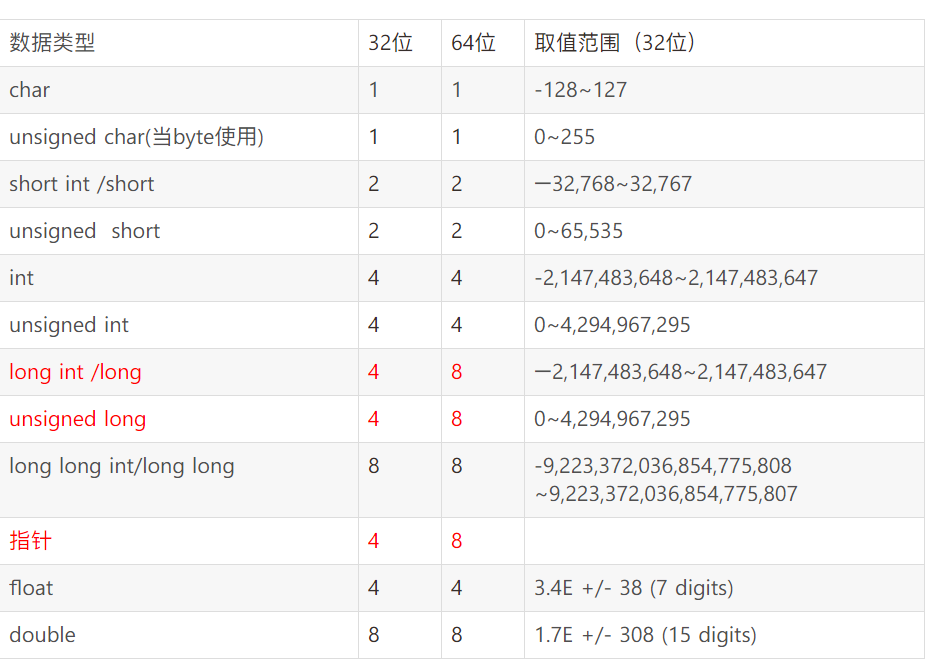 数据类型 32位 64位 取值范围（32位）
char 1 1 -128~127
unsigned char(当byte使用) 1 1 0~255
short int /short 2 2 一32,768~32,767
unsigned  short 2 2 0~65,535
int 4 4 -2,147,483,648~2,147,483,647
unsigned int 4 4 0~4,294,967,295
long int /long 4 8 一2,147,483,648~2,147,483,647
unsigned long 4 8 0~4,294,967,295
long long int/long long 8 8 -9,223,372,036,854,775,808
~9,223,372,036,854,775,807
指针 4 8
float 4 4 3.4E +/- 38 (7 digits)
double 8 8 1.7E +/- 308 (15 digits)